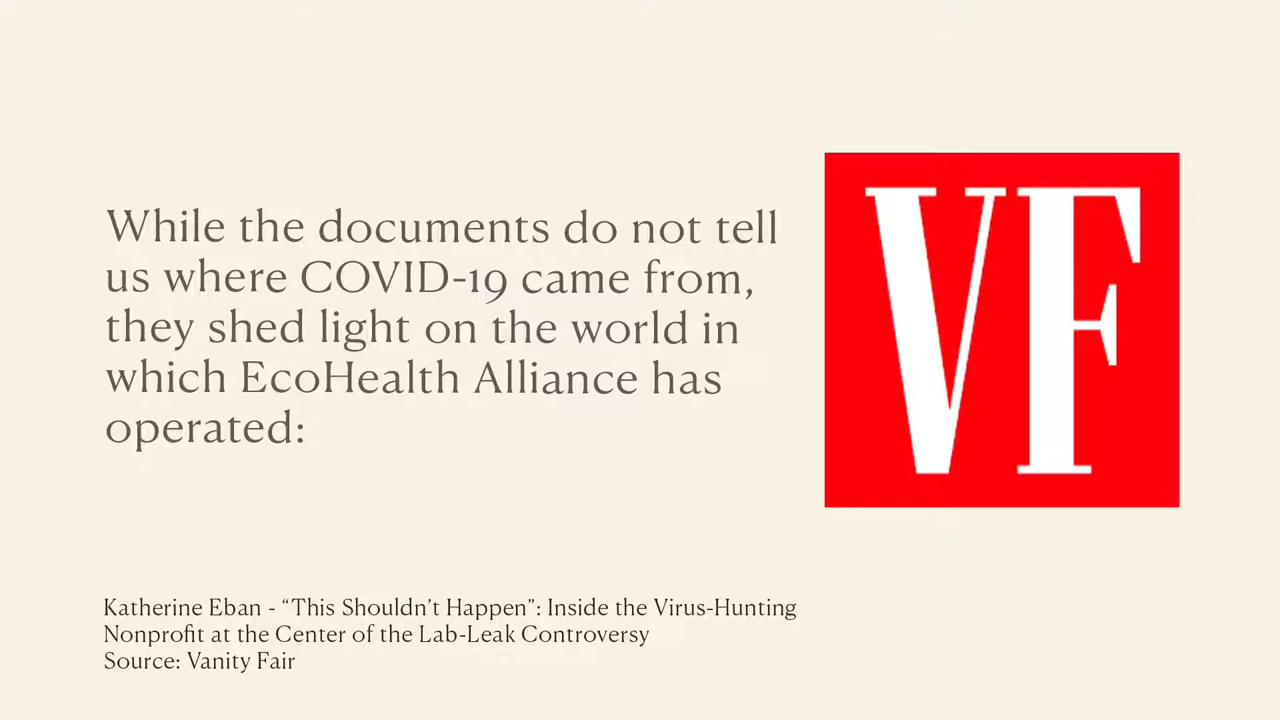 While the documents do not tell
us where COVID-19 came from,
they shed light on the world in
which EcoHealth Alliance has
operated:
VF
Katherine Eban - “This Shouldn’t Happen”: Inside the Virus-Hunting
Nonprofit at the Center of the Lab-Leak Controversy
Source: Vanity Fair